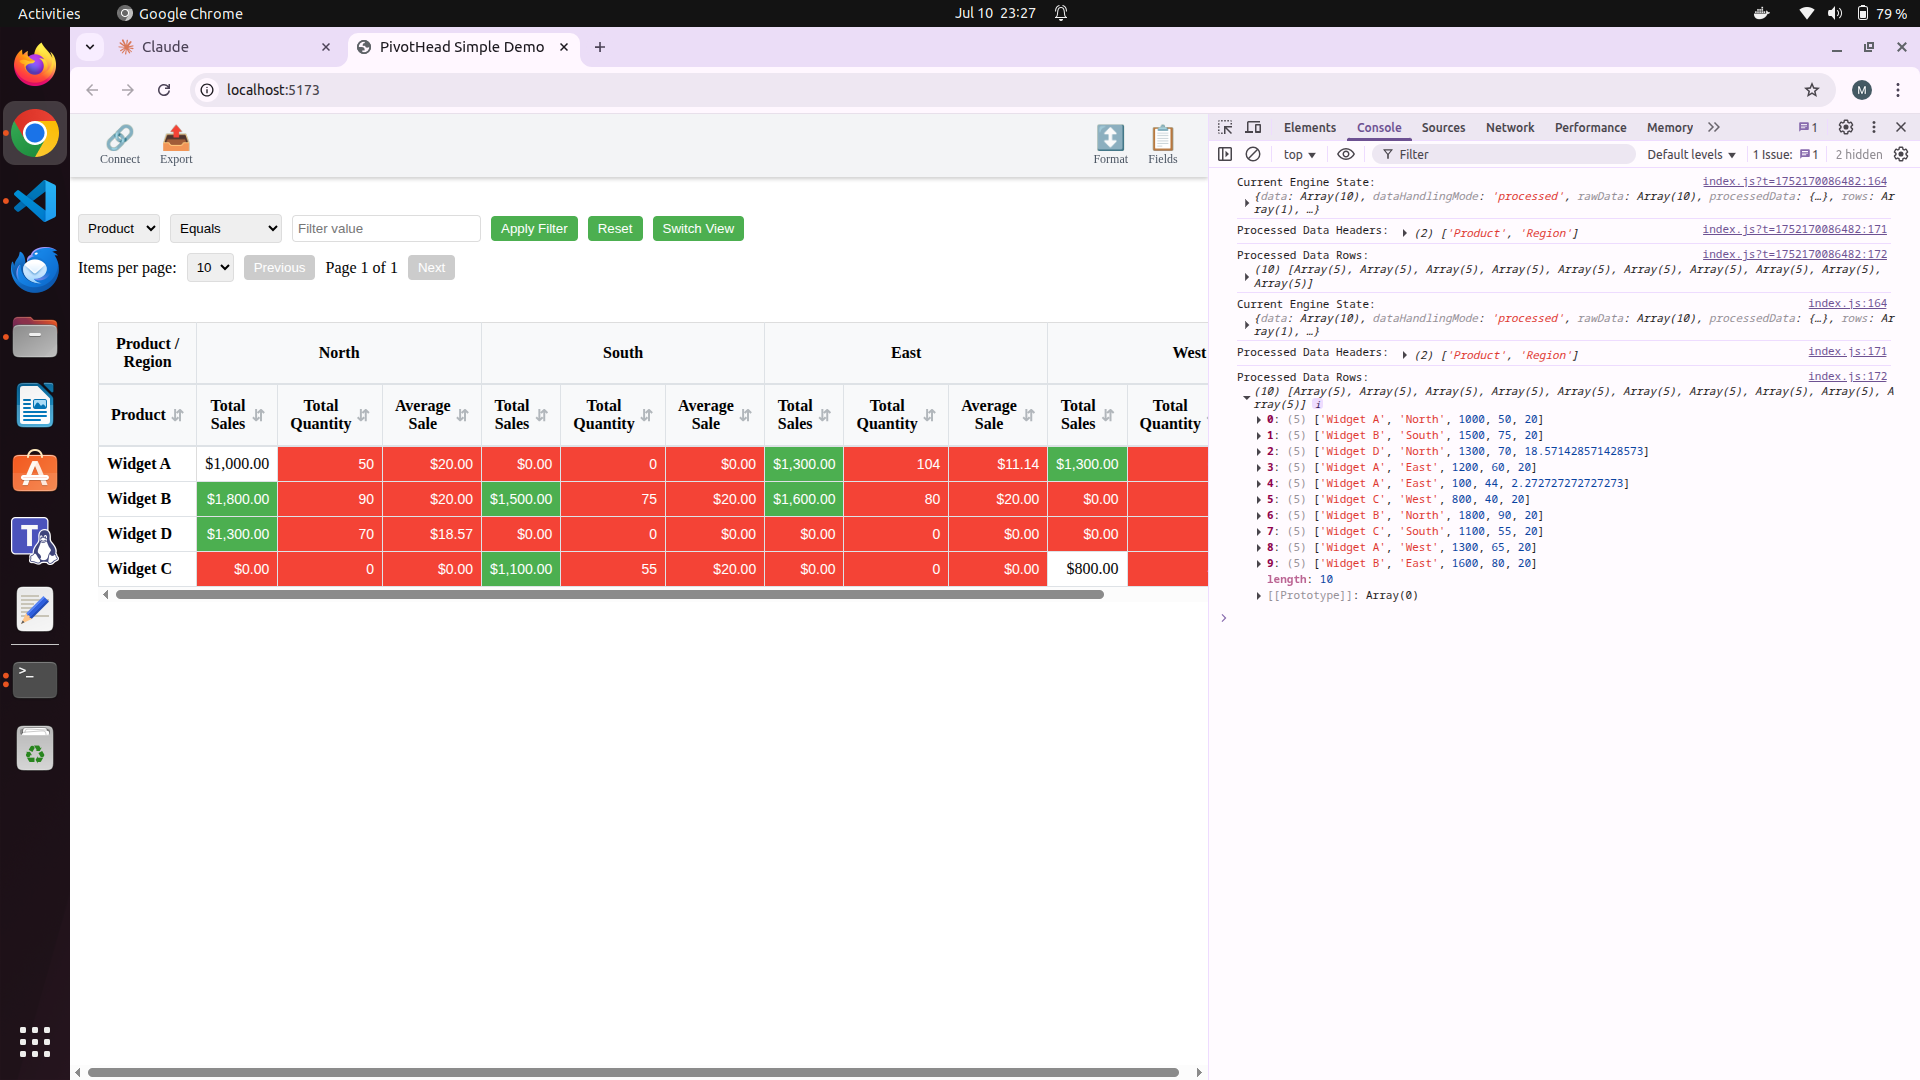 Activities
Google Chrome
Jul 10 23:27
79 %
Claude
PivotHead Simple Demo
localhost:5173
M
Connect
Export
Format
Fields
Product
Equals
Filter value
Apply Filter
Reset
Switch View
Items per page:
10
Previous
Page 1 of 1
Next
Product / Region
North
South
East
West
Product
Total Sales
Total Quantity
Average Sale
Total Sales
Total Quantity
Average Sale
Total Sales
Total Quantity
Average Sale
Total Sales
Total Quantity
Widget A $1,000.00 50 $20.00 $0.00 0 $0.00 $1,300.00 104 $11.14 $1,300.00
Widget B $1,800.00 90 $20.00 $1,500.00 75 $20.00 $1,600.00 80 $20.00 $0.00
Widget D $1,300.00 70 $18.57 $0.00 0 $0.00 $0.00 0 $0.00 $0.00
Widget C $0.00 0 $0.00 $1,100.00 55 $20.00 $0.00 0 $0.00 $800.00
Elements Console Sources Network Performance Memory
1
top
Filter
Default levels
1 Issue: 1
2 hidden
Current Engine State: index.js?t=1752170086482:164
{data: Array(10), dataHandlingMode: 'processed', rawData: Array(10), processedData: {…}, rows: Ar
ray(1), …}
Processed Data Headers: (2) ['Product', 'Region'] index.js?t=1752170086482:171
Processed Data Rows: index.js?t=1752170086482:172
(10) [Array(5), Array(5), Array(5), Array(5), Array(5), Array(5), Array(5), Array(5), Array(5),
Array(5)]
Current Engine State: index.js:164
{data: Array(10), dataHandlingMode: 'processed', rawData: Array(10), processedData: {…}, rows: Ar
ray(1), …}
Processed Data Headers: (2) ['Product', 'Region'] index.js:171
Processed Data Rows: index.js:172
(10) [Array(5), Array(5), Array(5), Array(5), Array(5), Array(5), Array(5), Array(5), Array(5), A
rray(5)] i
0: (5) ['Widget A', 'North', 1000, 50, 20]
1: (5) ['Widget B', 'South', 1500, 75, 20]
2: (5) ['Widget D', 'North', 1300, 70, 18.571428571428573]
3: (5) ['Widget A', 'East', 1200, 60, 20]
4: (5) ['Widget A', 'East', 100, 44, 2.272727272727273]
5: (5) ['Widget C', 'West', 800, 40, 20]
6: (5) ['Widget B', 'North', 1800, 90, 20]
7: (5) ['Widget C', 'South', 1100, 55, 20]
8: (5) ['Widget A', 'West', 1300, 65, 20]
9: (5) ['Widget B', 'East', 1600, 80, 20]
length: 10
[[Prototype]]: Array(0)